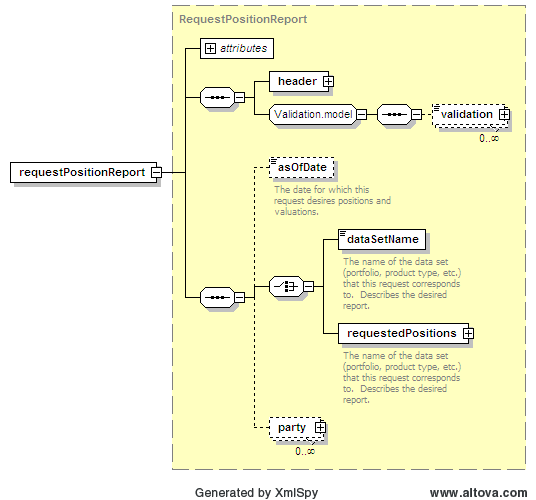 RequestPositionReport
attributes
header
Validation.model
validation
0..∞
requestPositionReport
asOfDate
The date for which this
request desires positions and
valuations.
dataSetName
The name of the data set
(portfolio, product type, etc.)
that this request corresponds
to. Describes the desired
report.
requestedPositions
The name of the data set
(portfolio, product type, etc.)
that this request corresponds
to. Describes the desired
report.
party
0..∞
Generated by XmlSpy
www.altova.com